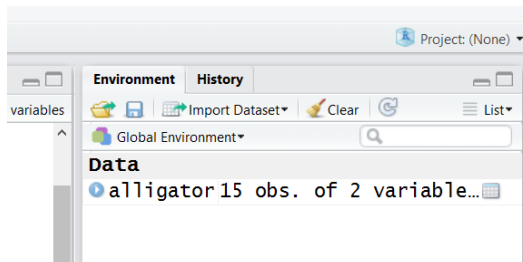 Project: (None)
variables
Environment History
Import Dataset Clear List
Global Environment
Data
alligator 15 obs. of 2 variable…